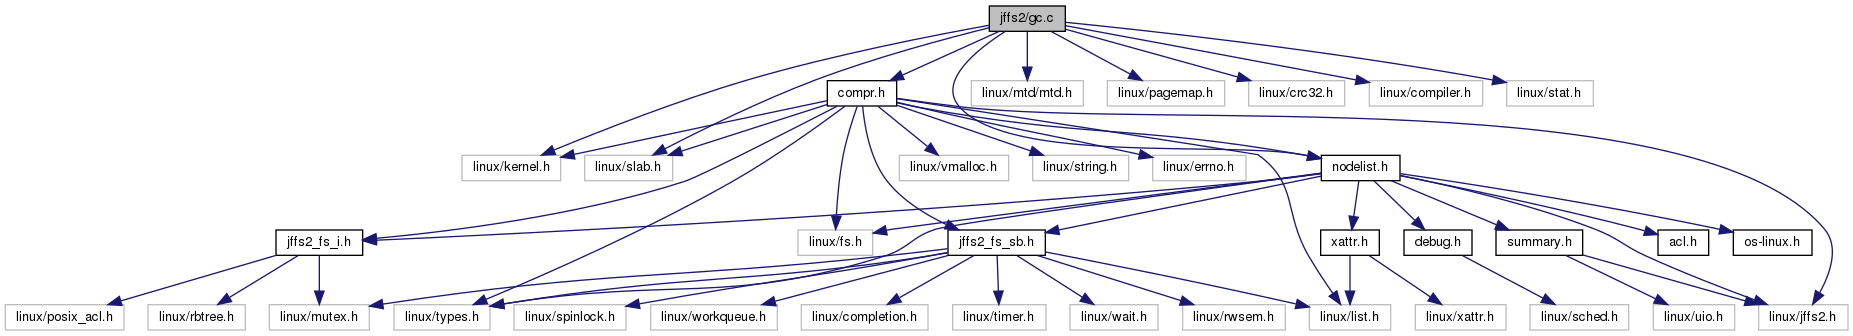 jffs2/gc.c
compr.h
linux/mtd/mtd.h
linux/pagemap.h
linux/crc32.h
linux/compiler.h
linux/stat.h
linux/kernel.h
linux/slab.h
linux/vmalloc.h
linux/string.h
linux/errno.h
nodelist.h
jffs2_fs_i.h
linux/fs.h
jffs2_fs_sb.h
xattr.h
debug.h
summary.h
acl.h
os-linux.h
linux/posix_acl.h
linux/rbtree.h
linux/mutex.h
linux/types.h
linux/spinlock.h
linux/workqueue.h
linux/completion.h
linux/timer.h
linux/wait.h
linux/rwsem.h
linux/list.h
linux/xattr.h
linux/sched.h
linux/uio.h
linux/jffs2.h